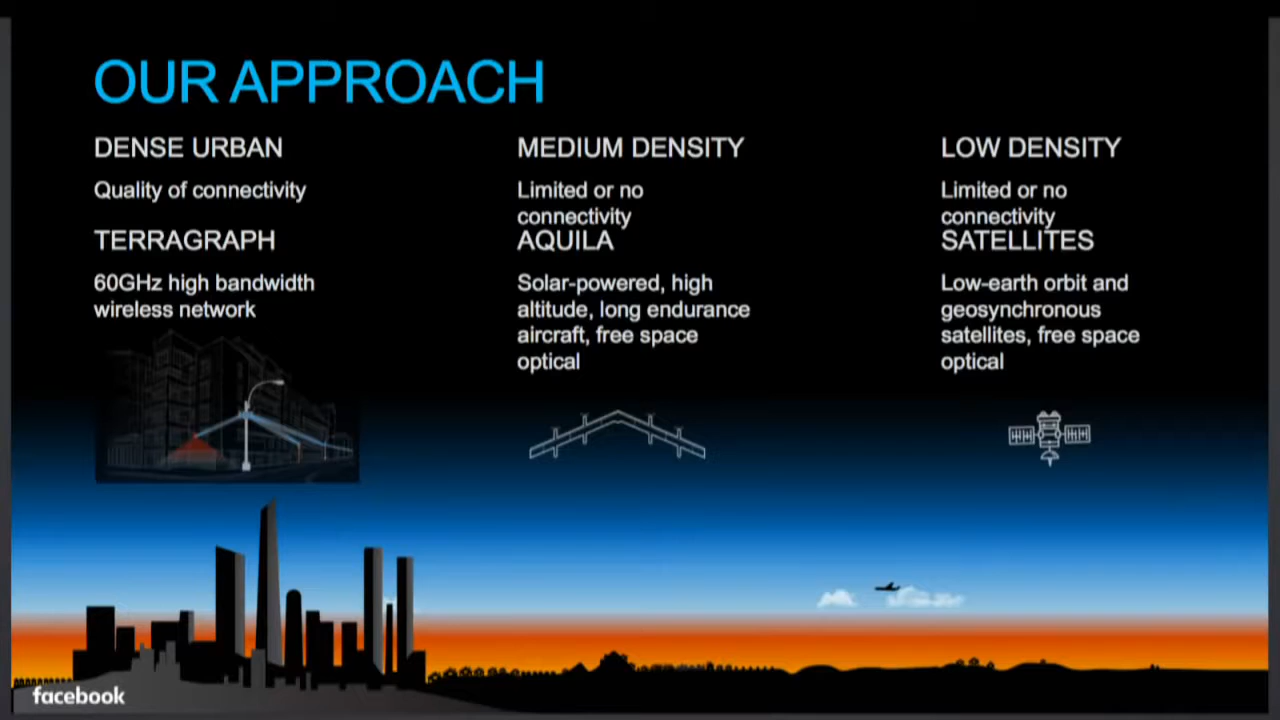 OUR APPROACH
DENSE URBAN
Quality of connectivity
TERRAGRAPH
60GHz high bandwidth
wireless network
MEDIUM DENSITY
Limited or no
connectivity
AQUILA
Solar-powered, high
altitude, long endurance
aircraft, free space
optical
LOW DENSITY
Limited or no
connectivity
SATELLITES
Low-earth orbit and
geosynchronous
satellites, free space
optical
facebook